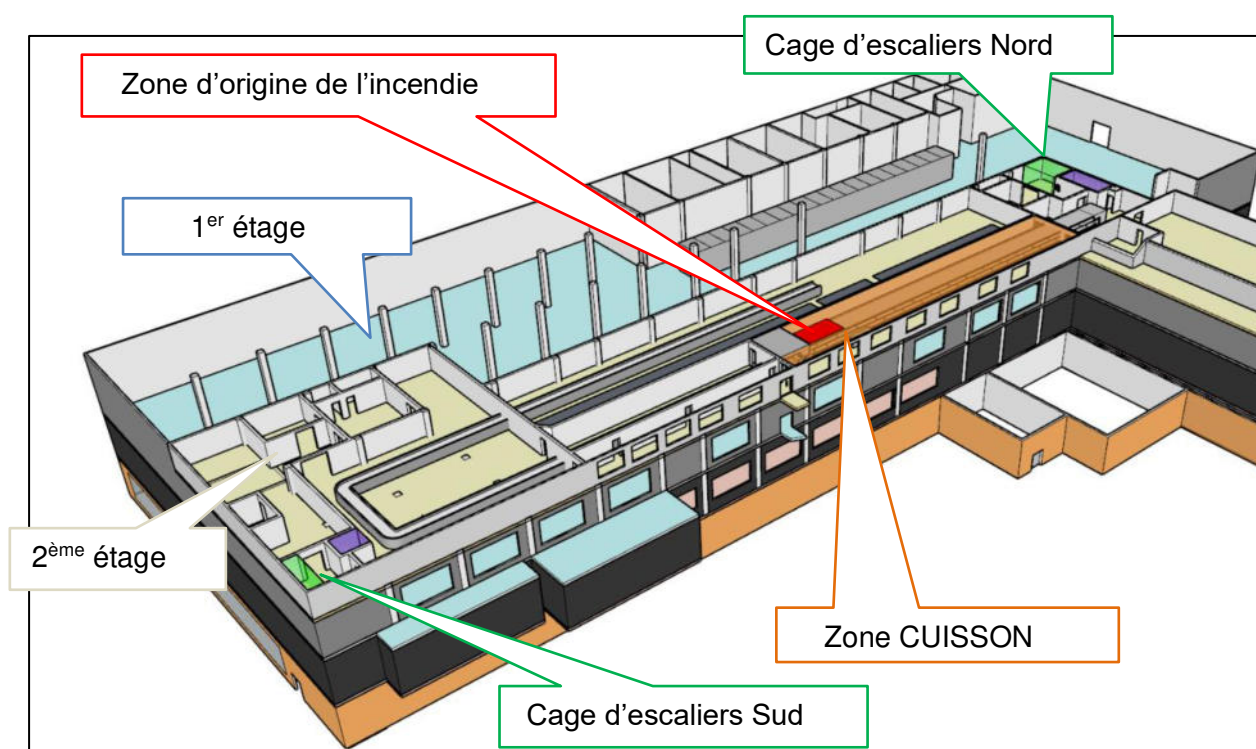 Cage d'escaliers Nord
Zone d'origine de l'incendie
1er étage
2ème étage
Zone CUISSON
Cage d'escaliers Sud